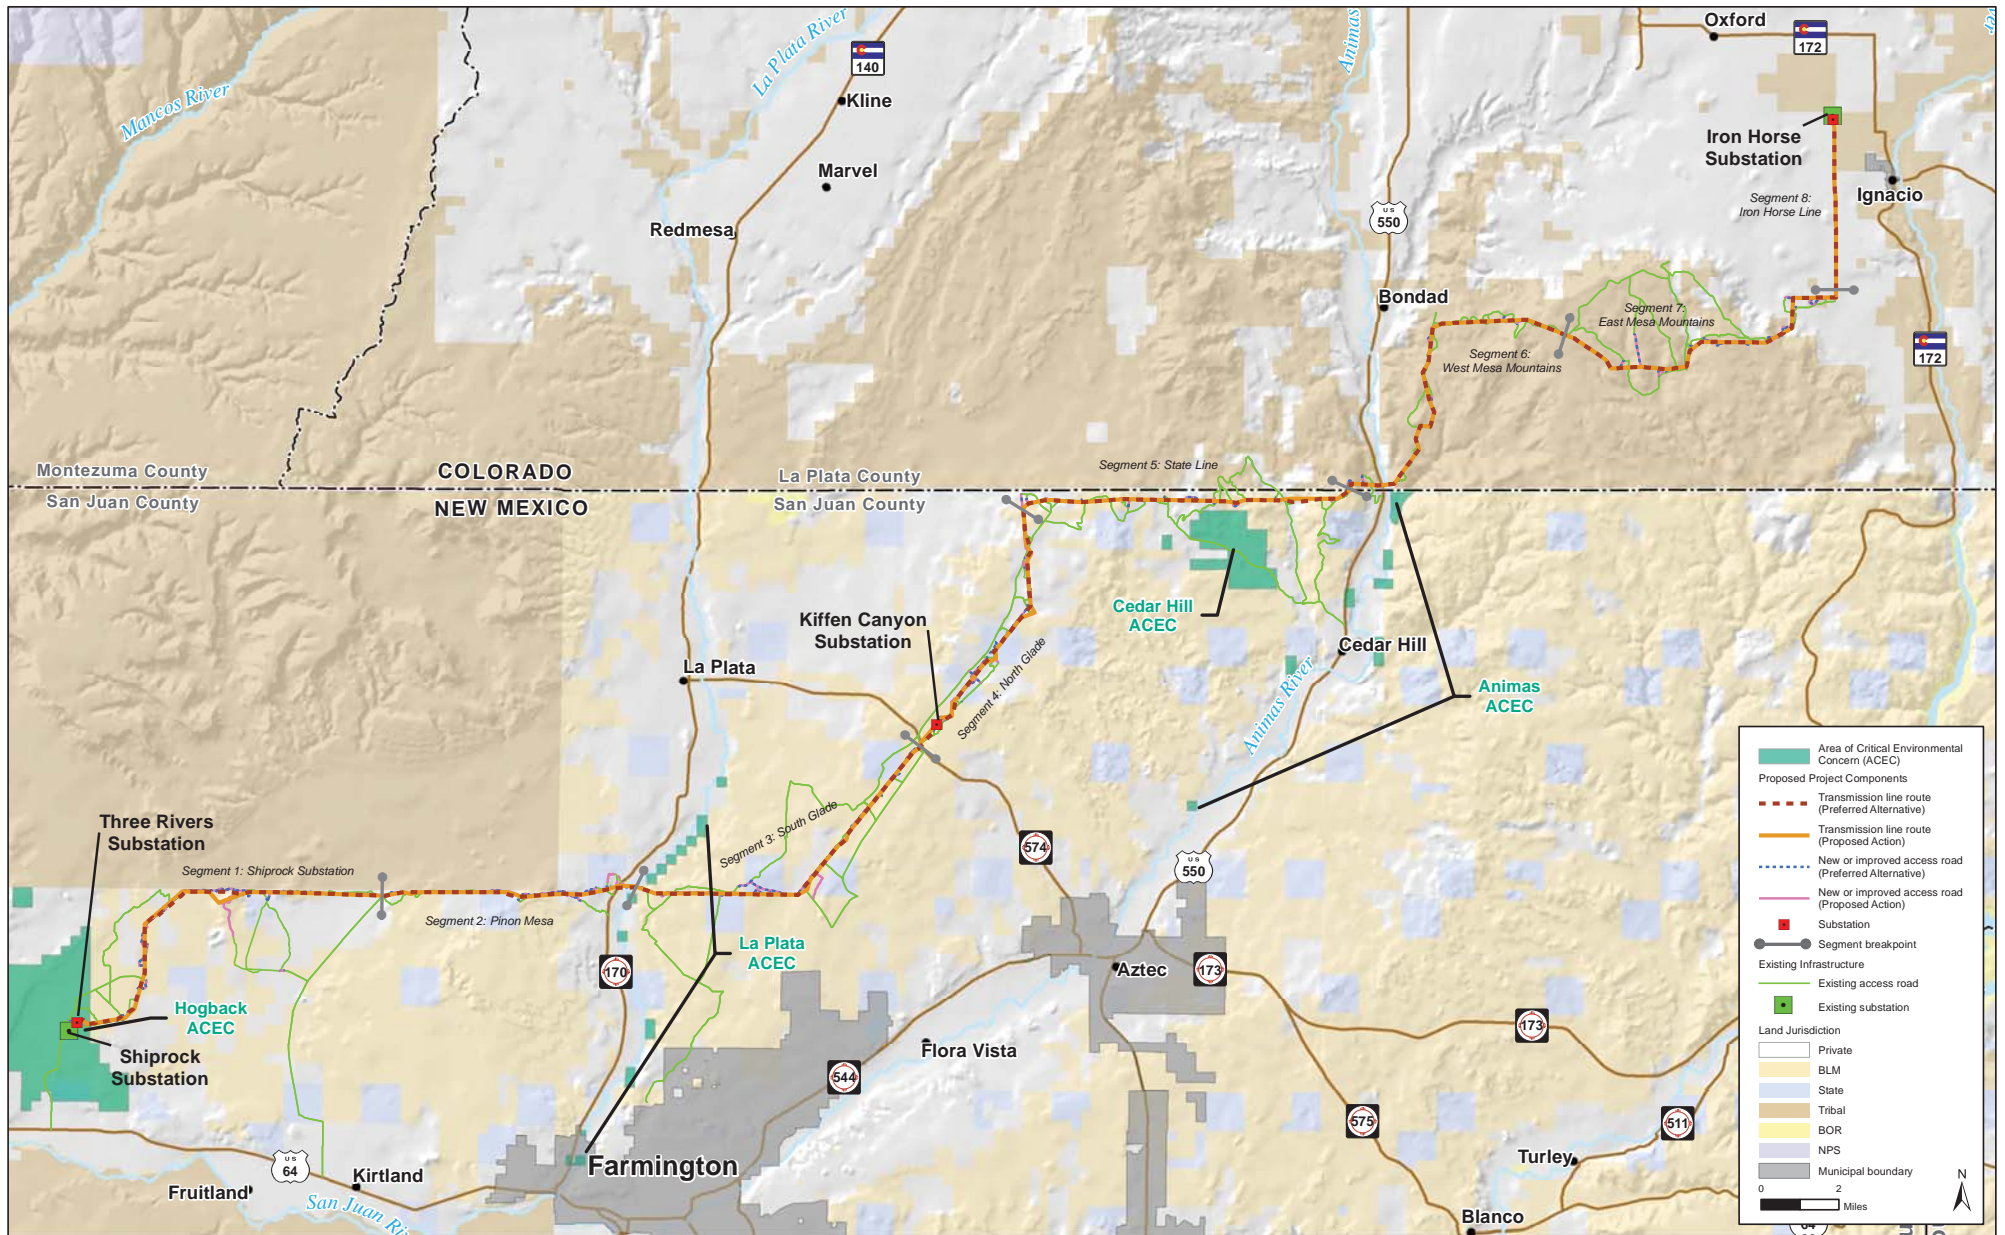 Oxford
172
La Plata River
Animas
140
Mancos River
Kline
Iron Horse
Substation
Marvel
Ignacio
Segment 8:
Iron Horse Line
US
550
Redmesa
Bondad
Segment 7:
East Mesa Mountains
172
Segment 6:
West Mesa Mountains
Montezuma County
COLORADO
La Plata County
Segment 5: State Line
San Juan County
NEW MEXICO
San Juan County
Kiffen Canyon
Substation
Cedar Hill
ACEC
Cedar Hill
La Plata
Segment 4: North Glade
Animas River
Animas
ACEC
Three Rivers
Substation
Segment 3: South Glade
574
US
550
Segment 1: Shiprock Substation
Segment 2: Pinon Mesa
La Plata
ACEC
170
Aztec
173
Hogback
ACEC
Shiprock
Substation
Flora Vista
544
173
575
511
Farmington
US
64
Kirtland
Fruitland
San Juan Ri
Turley
Blanco
Area of Critical Environmental
Concern (ACEC)
Proposed Project Components
Transmission line route
(Preferred Alternative)
Transmission line route
(Proposed Action)
New or improved access road
(Preferred Alternative)
New or improved access road
(Proposed Action)
Substation
Segment breakpoint
Existing Infrastructure
Existing access road
Existing substation
Land Jurisdiction
Private
BLM
State
Tribal
BOR
NPS
Municipal boundary
N
0 2
Miles